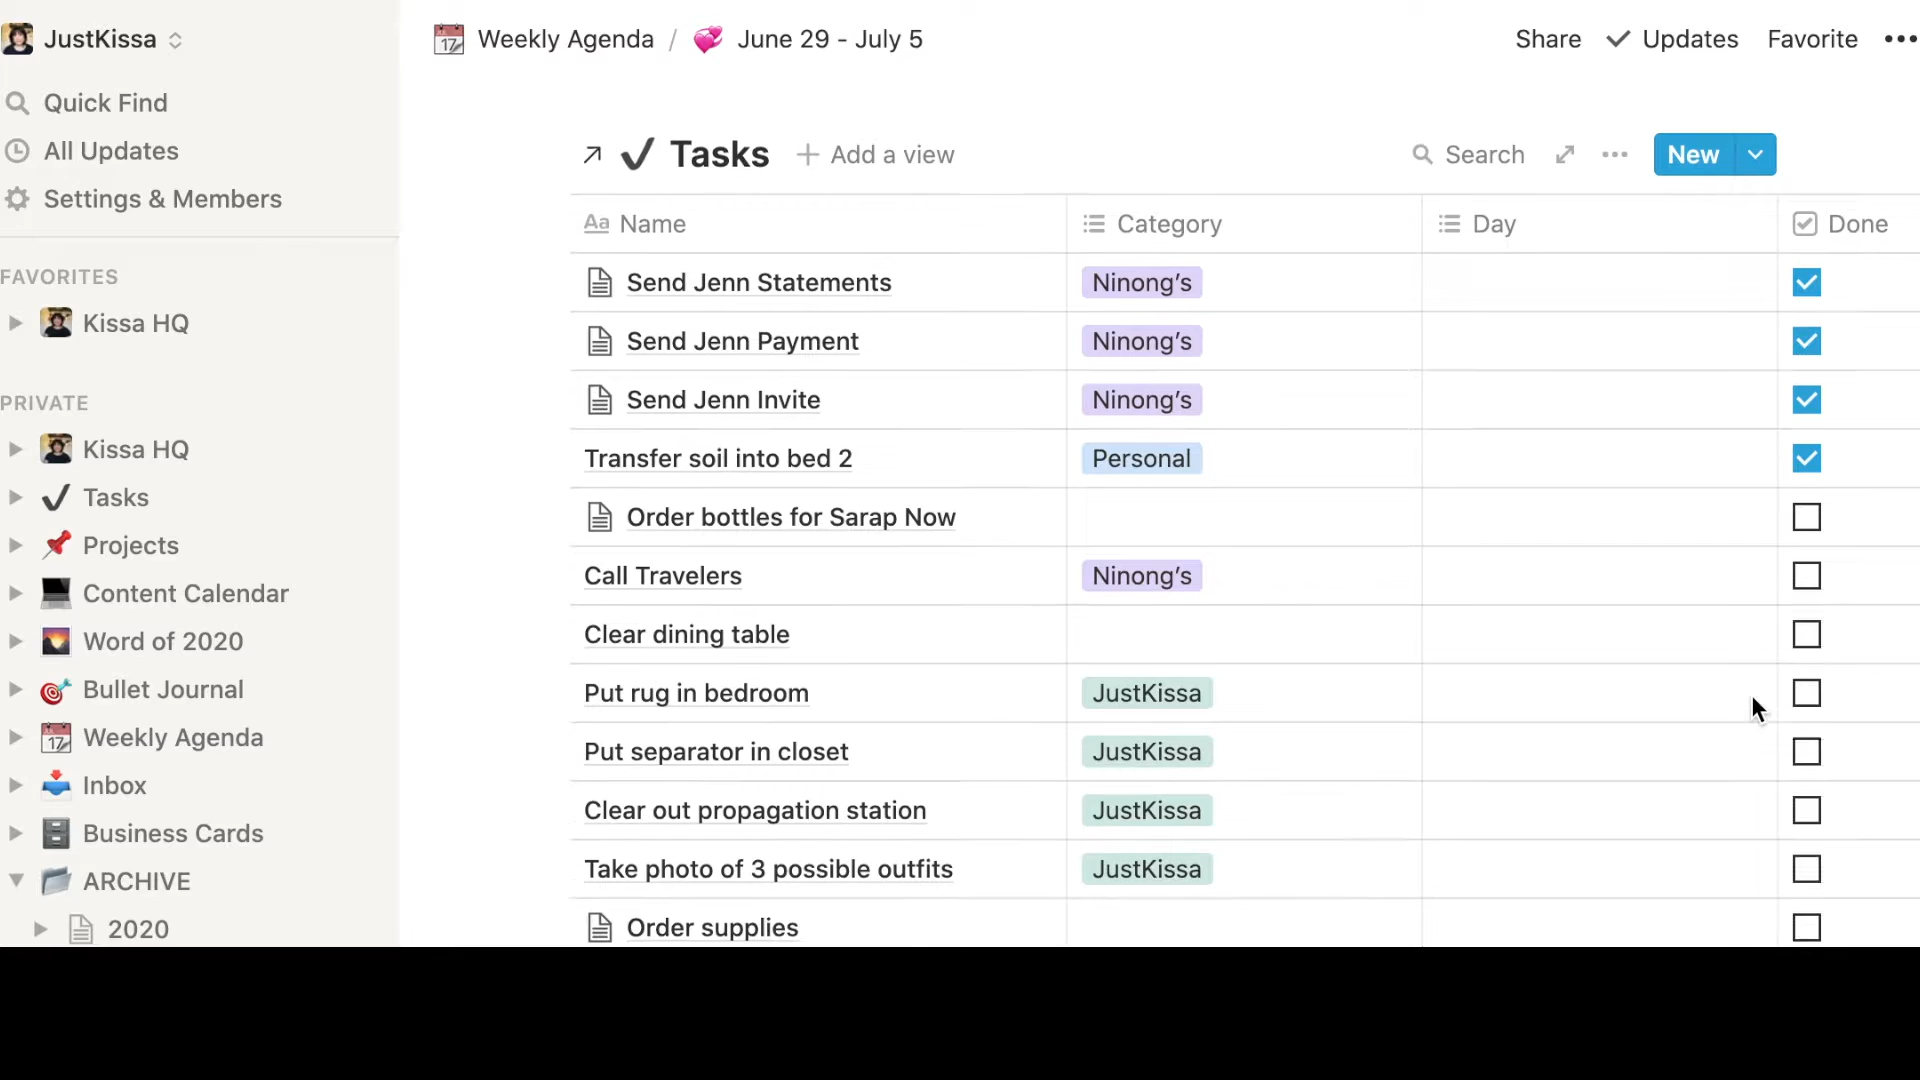 JustKissa
Quick Find
All Updates
Settings & Members
FAVORITES
Kissa HQ
PRIVATE
Kissa HQ
Tasks
Projects
Content Calendar
Word of 2020
Bullet Journal
Weekly Agenda
Inbox
Business Cards
ARCHIVE
2020
17 Weekly Agenda / June 29 - July 5
Share Updates Favorite •••
Tasks + Add a view
Search ••• New
Aa Name Category Day Done
Send Jenn Statements Ninong’s
Send Jenn Payment Ninong’s
Send Jenn Invite Ninong’s
Transfer soil into bed 2 Personal
Order bottles for Sarap Now
Call Travelers Ninong’s
Clear dining table
Put rug in bedroom JustKissa
Put separator in closet JustKissa
Clear out propagation station JustKissa
Take photo of 3 possible outfits JustKissa
Order supplies